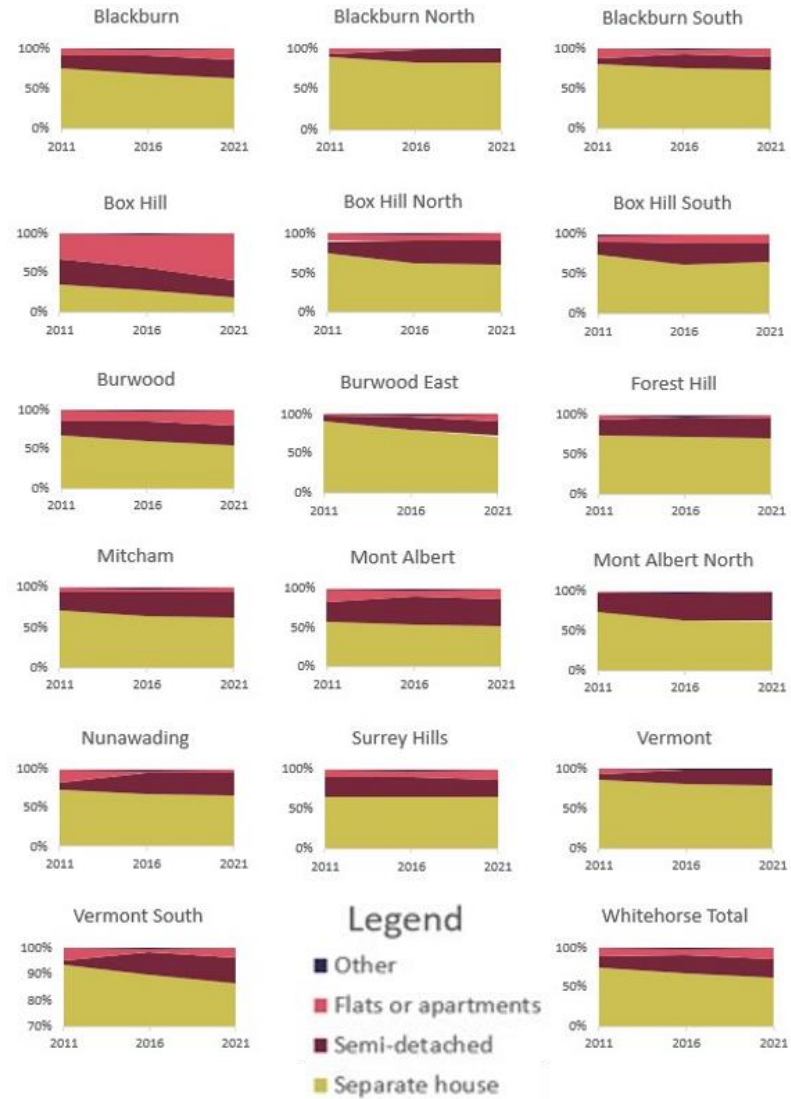 Blackburn
100%
50%
0%
2011 2016 2021
Blackburn North
100%
50%
0%
2011 2016 2021
Blackburn South
100%
50%
0%
2011 2016 2021
Box Hill
100%
50%
0%
2011 2016 2021
Box Hill North
100%
50%
0%
2011 2016 2021
Box Hill South
100%
50%
0%
2011 2016 2021
Burwood
100%
50%
0%
2011 2016 2021
Burwood East
100%
50%
0%
2011 2016 2021
Forest Hill
100%
50%
0%
2011 2016 2021
Mitcham
100%
50%
0%
2011 2016 2021
Mont Albert
100%
50%
0%
2011 2016 2021
Mont Albert North
100%
50%
0%
2011 2016 2021
Nunawading
100%
50%
0%
2011 2016 2021
Surrey Hills
100%
50%
0%
2011 2016 2021
Vermont
100%
50%
0%
2011 2016 2021
Vermont South
100%
90%
80%
70%
2011 2016 2021
Legend
Other
Flats or apartments
Semi-detached
Separate house
Whitehorse Total
100%
50%
0%
2011 2016 2021